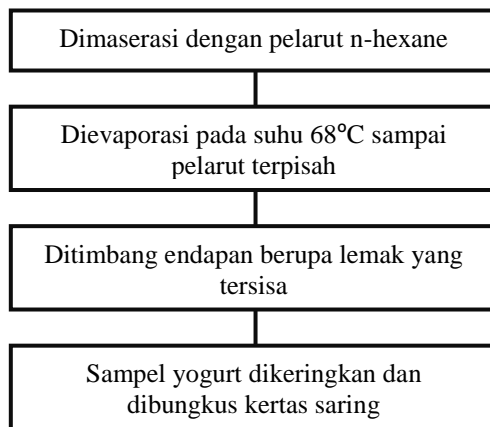 Dimaserasi dengan pelarut n-hexane
Dievaporasi pada suhu 68°C sampai
pelarut terpisah
Ditimbang endapan berupa lemak yang
tersisa
Sampel yogurt dikeringkan dan
dibungkus kertas saring